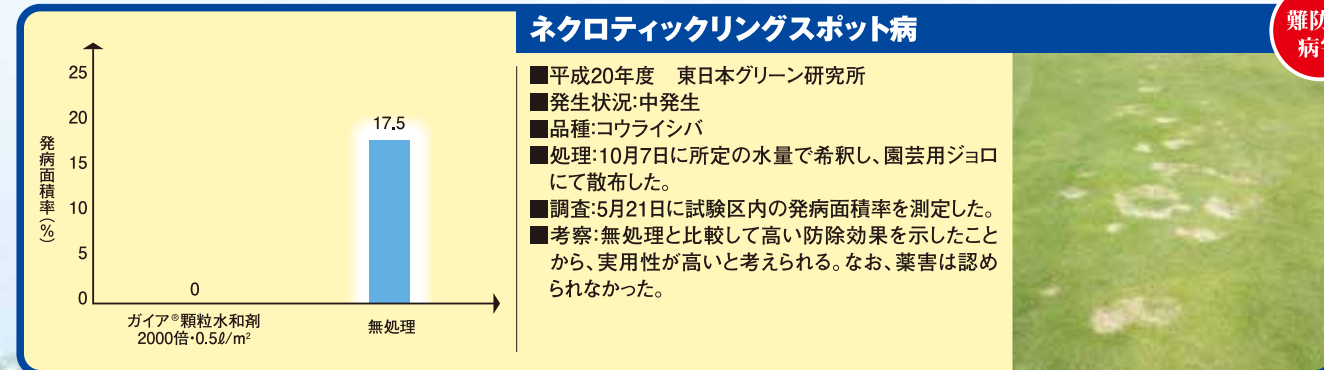 ネクロティックリングスポット病
難防
病
25
20
15
10
5
0
発病面積率(%)
17.5
0
ガイア®顆粒水和剤
2000倍・0.5ℓ/m²
無処理
■平成20年度　東日本グリーン研究所
■発生状況:中発生
■品種:コウライシバ
■処理:10月7日に所定の水量で希釈し、園芸用ジョロ
にて散布した。
■調査:5月21日に試験区内の発病面積率を測定した。
■考察:無処理と比較して高い防除効果を示したこと
から、実用性が高いと考えられる。なお、薬害は認め
られなかった。